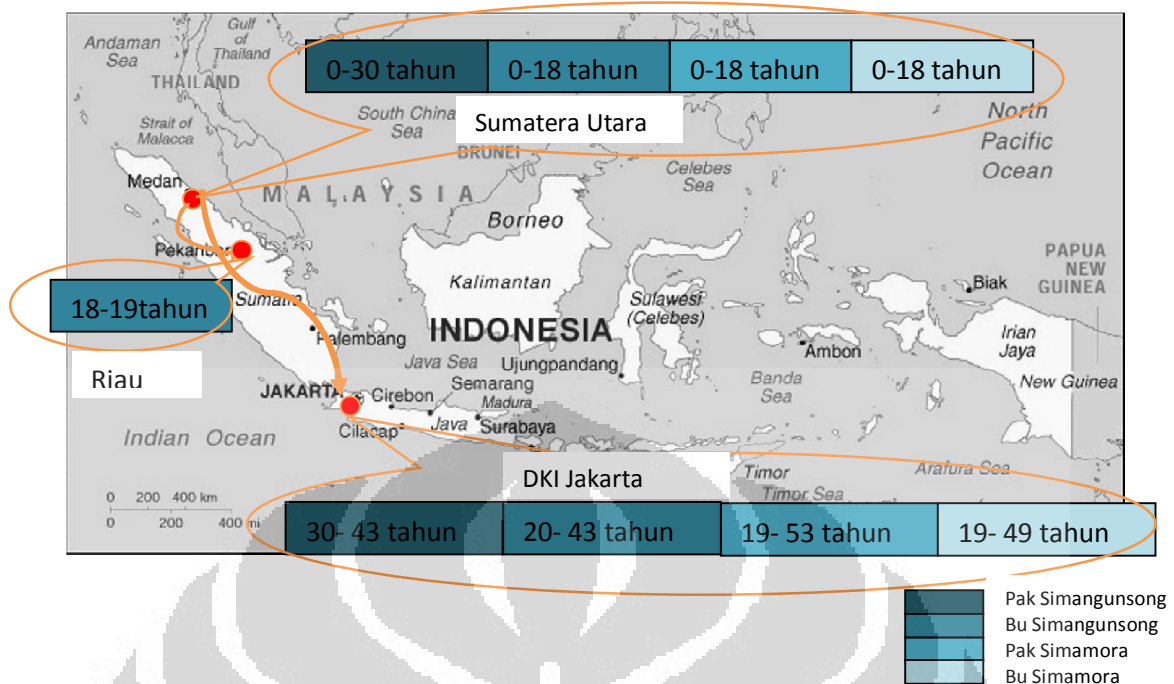 Andaman
Sea
Gulf
of
Thailand
THAILAND
0-30 tahun 0-18 tahun 0-18 tahun 0-18 tahun
South China
Sea
Sumatera Utara
North
Pacific
Ocean
Strait of
Malacca
BRUNEI
Celebes
Sea
Medan
MALAYSIA
Borneo
Kalimantan
PAPUA
NEW
GUINEA
18-19tahun
Sumatra
Sulawesi
(Celebes)
Biak
INDONESIA
Palembang
Java Sea
Ujungpandang
Ambon
Irian
Jaya
New Guinea
Riau
JAKARTA
Cirebon
Semarang
Madura
Banda
Sea
Cilacap
Java
Surabaya
Indian Ocean
DKI Jakarta
Timor
Timor Sea
Arafura Sea
0 200 400 km
0 200 400 mi
30- 43 tahun 20- 43 tahun 19- 53 tahun 19- 49 tahun
Pak Simangunsong
Bu Simangunsong
Pak Simamora
Bu Simamora